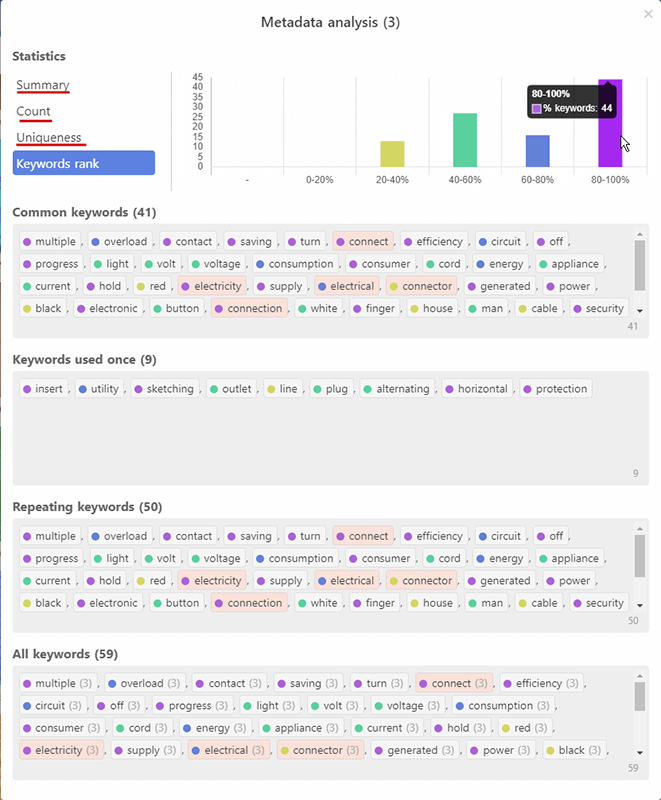 Metadata analysis (3)
×
Statistics
Summary
Count
Uniqueness
Keywords rank
45
40
35
30
25
20
15
10
5
0
-
0-20%
20-40%
40-60%
60-80%
80-100%
80-100%
% keywords: 44
Common keywords (41)
multiple , overload , contact , saving , turn , connect , efficiency , circuit , off ,
progress , light , volt , voltage , consumption , consumer , cord , energy , appliance ,
current , hold , red , electricity , supply , electrical , connector , generated , power ,
black , electronic , button , connection , white , finger , house , man , cable , security
41
Keywords used once (9)
insert , utility , sketching , outlet , line , plug , alternating , horizontal , protection
9
Repeating keywords (50)
multiple , overload , contact , saving , turn , connect , efficiency , circuit , off ,
progress , light , volt , voltage , consumption , consumer , cord , energy , appliance ,
current , hold , red , electricity , supply , electrical , connector , generated , power ,
black , electronic , button , connection , white , finger , house , man , cable , security
50
All keywords (59)
multiple (3) , overload (3) , contact (3) , saving (3) , turn (3) , connect (3) , efficiency (3) ,
circuit (3) , off (3) , progress (3) , light (3) , volt (3) , voltage (3) , consumption (3) ,
consumer (3) , cord (3) , energy (3) , appliance (3) , current (3) , hold (3) , red (3) ,
electricity (3) , supply (3) , electrical (3) , connector (3) , generated (3) , power (3) , black (3) ,
59